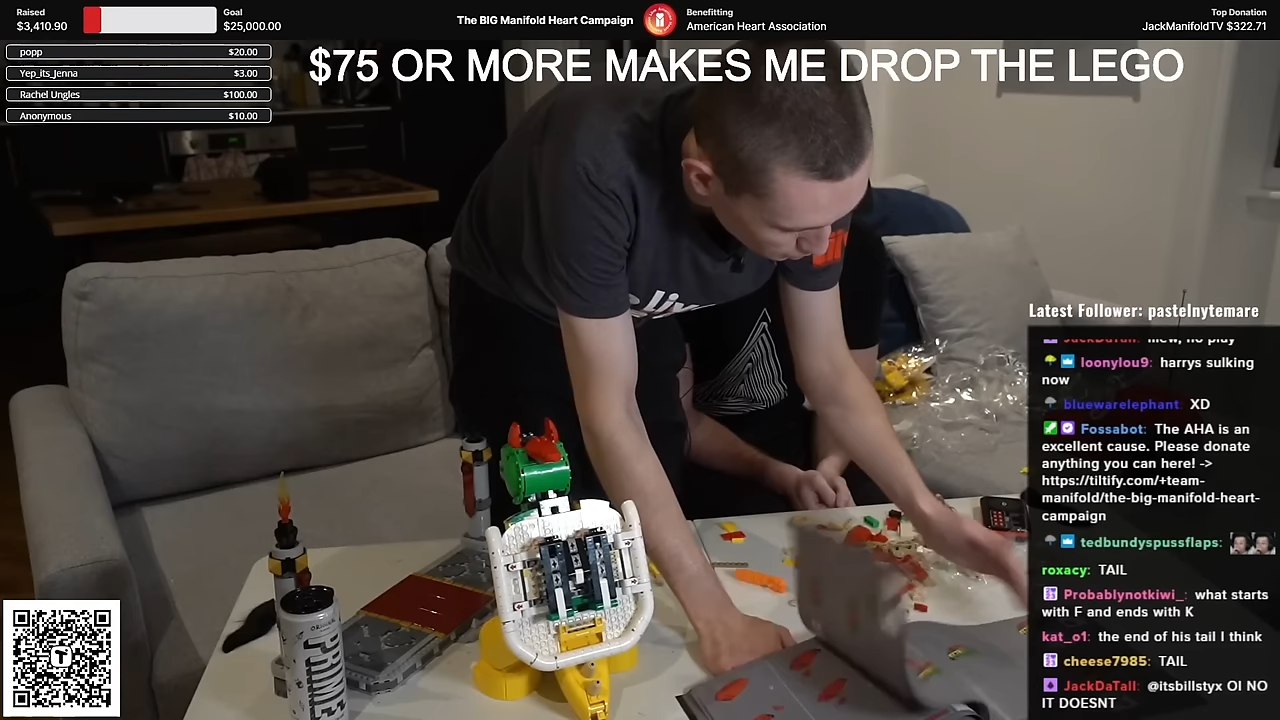 Raised
$3,410.90
Goal
$25,000.00
The BIG Manifold Heart Campaign
Benefitting
American Heart Association
Top Donation
JackManifoldTV $322.71
popp $20.00
Yep_its_Jenna $3.00
Rachel Ungles $100.00
Anonymous $10.00
$75 OR MORE MAKES ME DROP THE LEGO
Latest Follower: pastelnytemare
JackDaTall: mew, no play
loonylou9: harrys sulking
now
bluewarelephant: XD
Fossabot: The AHA is an
excellent cause. Please donate
anything you can here! ->
https://tiltify.com/+team-
manifold/the-big-manifold-heart-
campaign
tedbundyspussflaps:
roxacy: TAIL
Probablynotkiwi_: what starts
with F and ends with K
kat_o1: the end of his tail I think
cheese7985: TAIL
JackDaTall: @itsbillstyx OI NO
IT DOESNT
PRIME